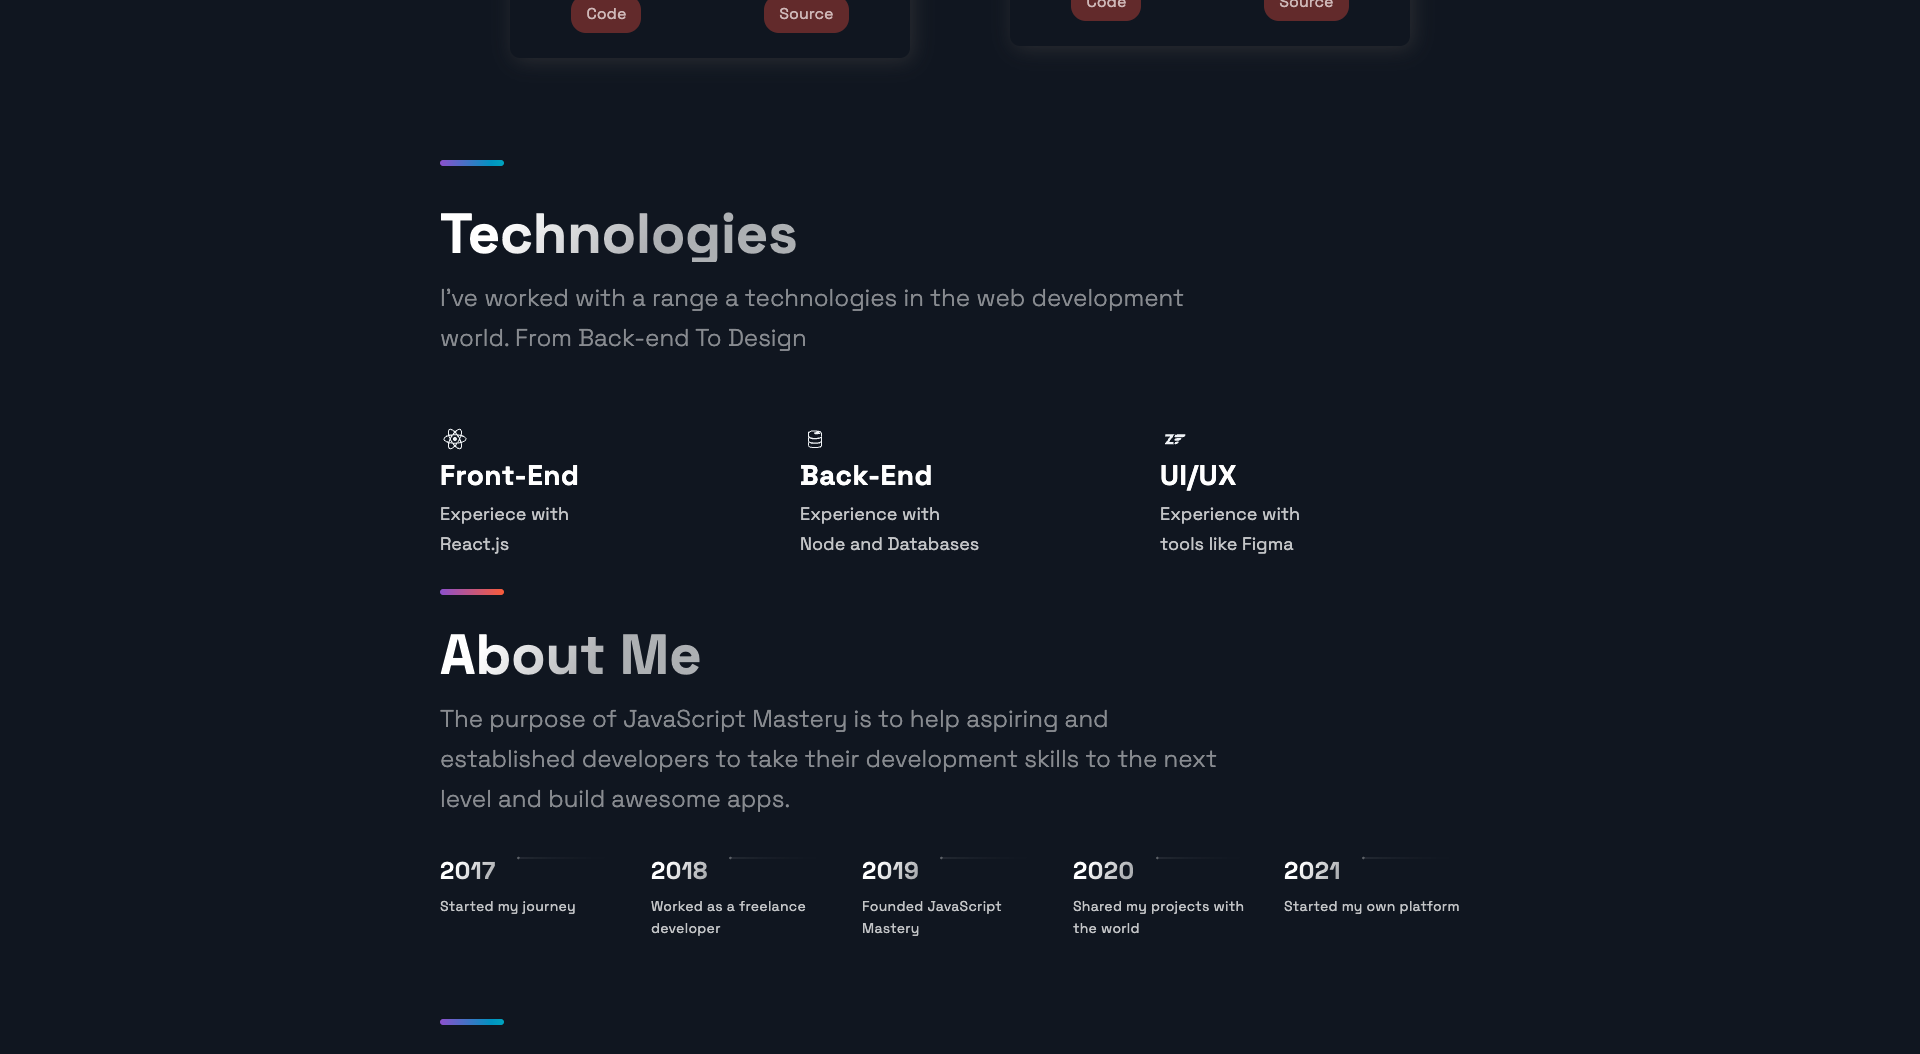 Code
Source
Code
Source
Technologies
I've worked with a range a technologies in the web development
world. From Back-end To Design
Front-End
Experiece with
React.js
Back-End
Experience with
Node and Databases
ZF
UI/UX
Experience with
tools like Figma
About Me
The purpose of JavaScript Mastery is to help aspiring and
established developers to take their development skills to the next
level and build awesome apps.
2017
Started my journey
2018
Worked as a freelance
developer
2019
Founded JavaScript
Mastery
2020
Shared my projects with
the world
2021
Started my own platform